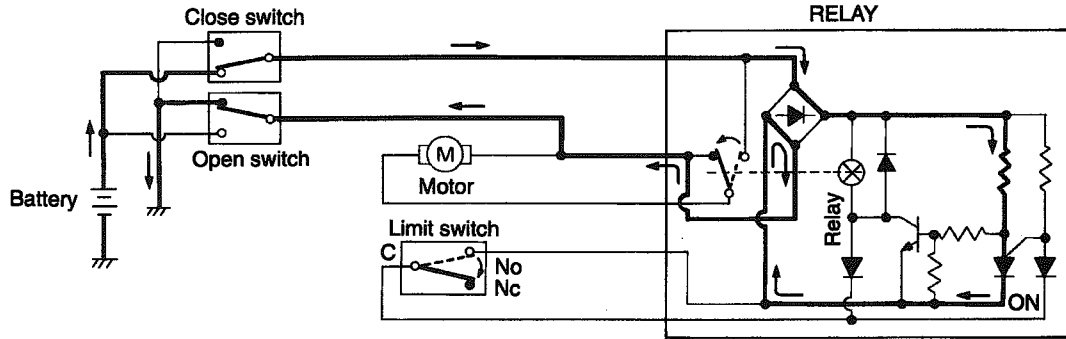 Close switch
RELAY
Open switch
M
Motor
Battery
Relay
Limit switch
C
No
Nc
ON